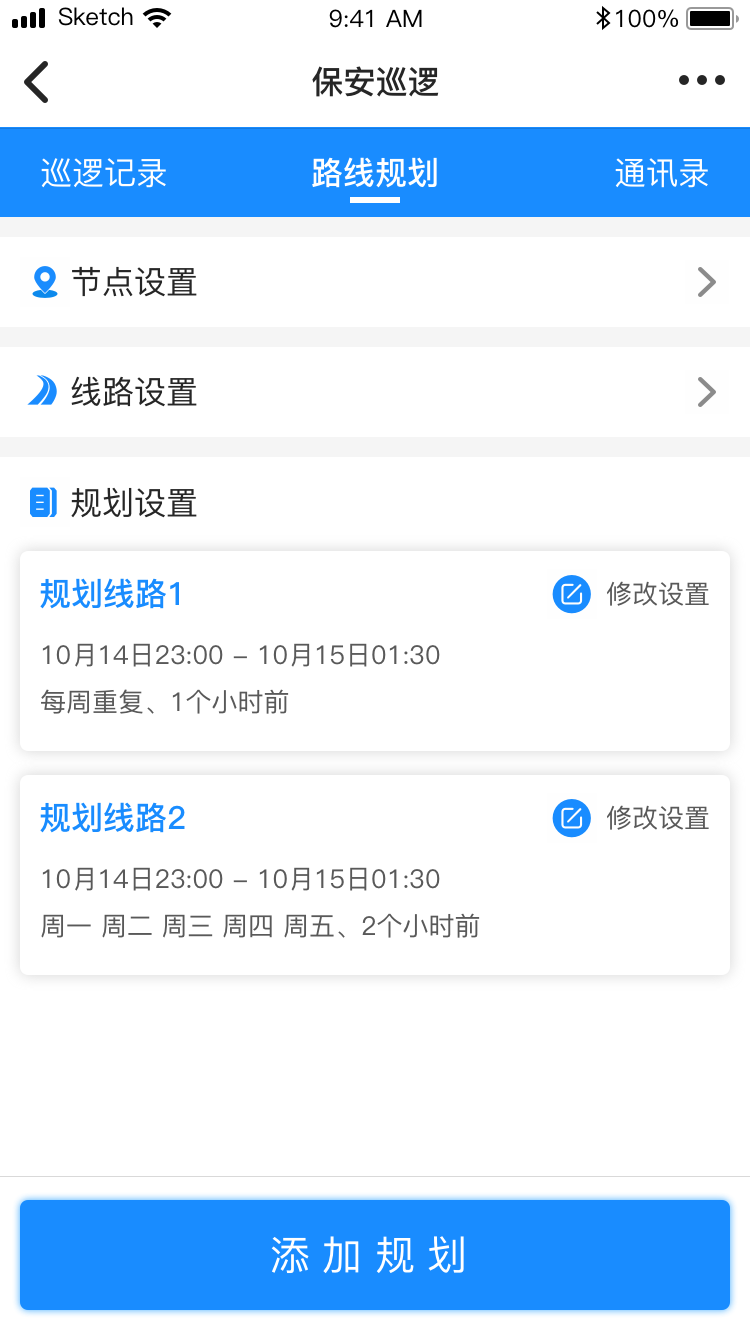 Sketch 9:41 AM 100%
保安巡逻
巡逻记录 路线规划 通讯录
节点设置
线路设置
规划设置
规划线路1 修改设置
10月14日23:00 – 10月15日01:30
每周重复、1个小时前
规划线路2 修改设置
10月14日23:00 – 10月15日01:30
周一 周二 周三 周四 周五、2个小时前
添加规划